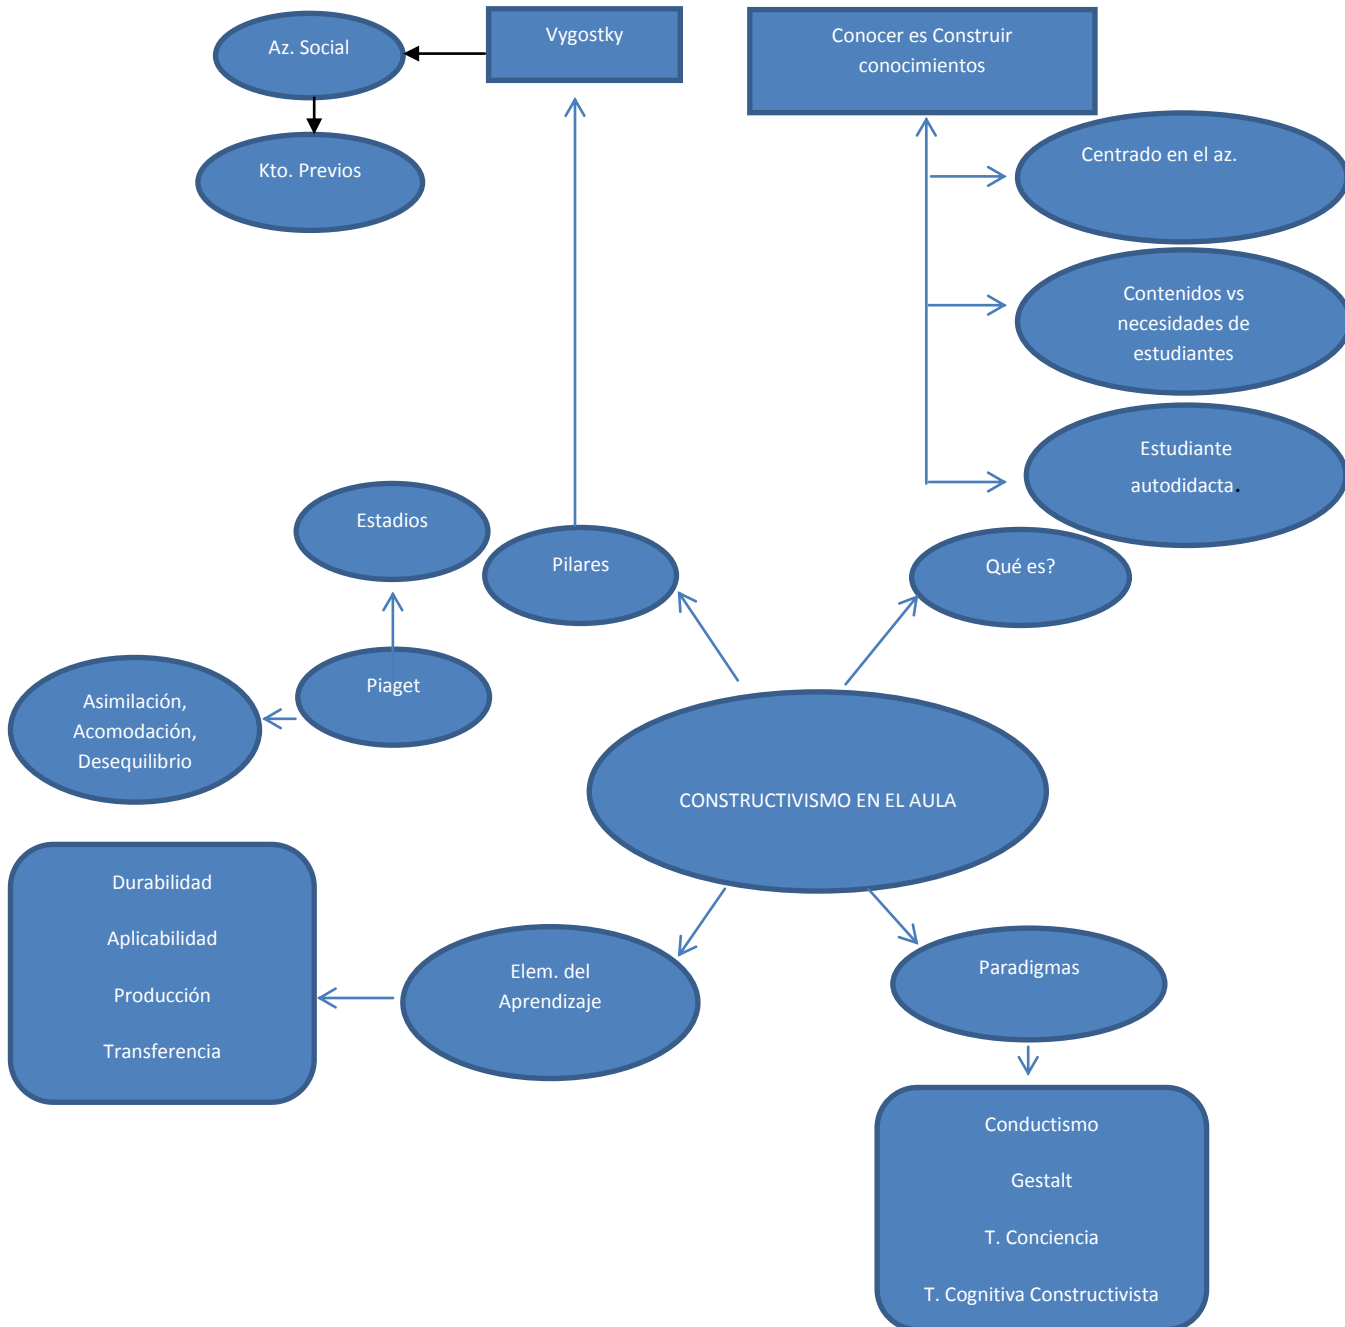 Vygostky
Az. Social
Kto. Previos
Conocer es Construir
conocimientos
Centrado en el az.
Contenidos vs
necesidades de
estudiantes
Estudiante
autodidacta.
Estadios
Pilares
Qué es?
Piaget
Asimilación,
Acomodación,
Desequilibrio
CONSTRUCTIVISMO EN EL AULA
Durabilidad
Aplicabilidad
Producción
Transferencia
Elem. del
Aprendizaje
Paradigmas
Conductismo
Gestalt
T. Conciencia
T. Cognitiva Constructivista